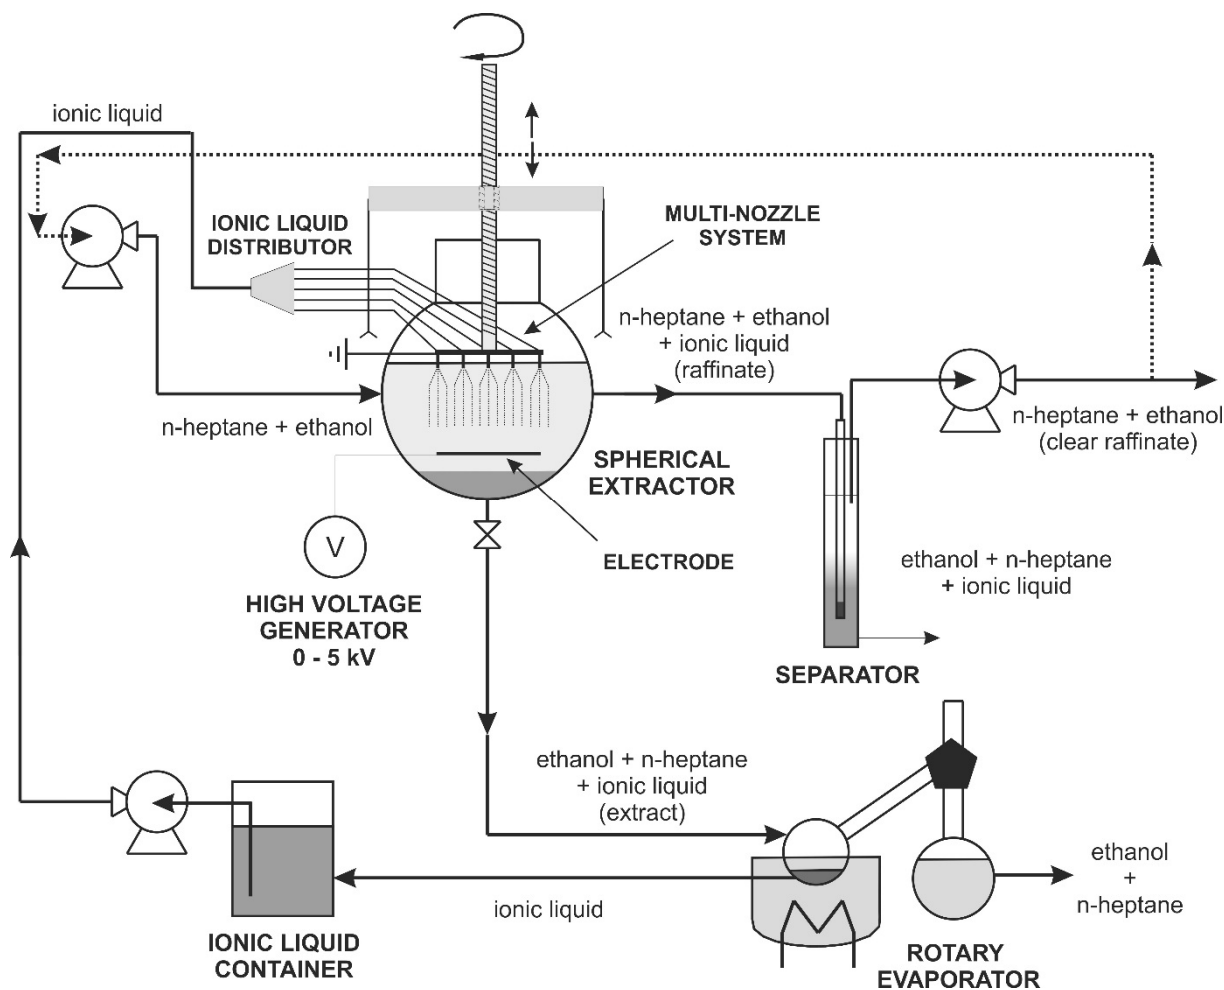 ionic liquid
IONIC LIQUID
DISTRIBUTOR
MULTI-NOZZLE
SYSTEM
n-heptane + ethanol
+ ionic liquid
(raffinate)
n-heptane + ethanol
n-heptane + ethanol
(clear raffinate)
SPHERICAL
EXTRACTOR
V
ELECTRODE
HIGH VOLTAGE
GENERATOR
0 - 5 kV
ethanol + n-heptane
+ ionic liquid
SEPARATOR
ethanol + n-heptane
+ ionic liquid
(extract)
ionic liquid
ethanol
+
n-heptane
IONIC LIQUID
CONTAINER
ROTARY
EVAPORATOR